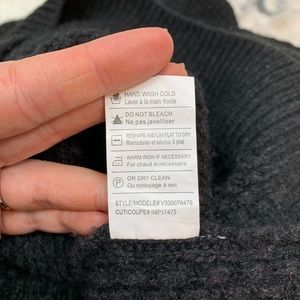 HAND WASH COLD
Laver à la main froide
DO NOT BLEACH
Ne pas javelliser
RESHAPE AND LAY FLAT TO DRY
Remodeler et sécher à plat
WARM IRON IF NECESSARY
Fer chaud si nécessaire
OR DRY CLEAN
Ou nettoyage à sec
STYLE/MODÈLE# V330076476
CUT/COUPE# IMP17475